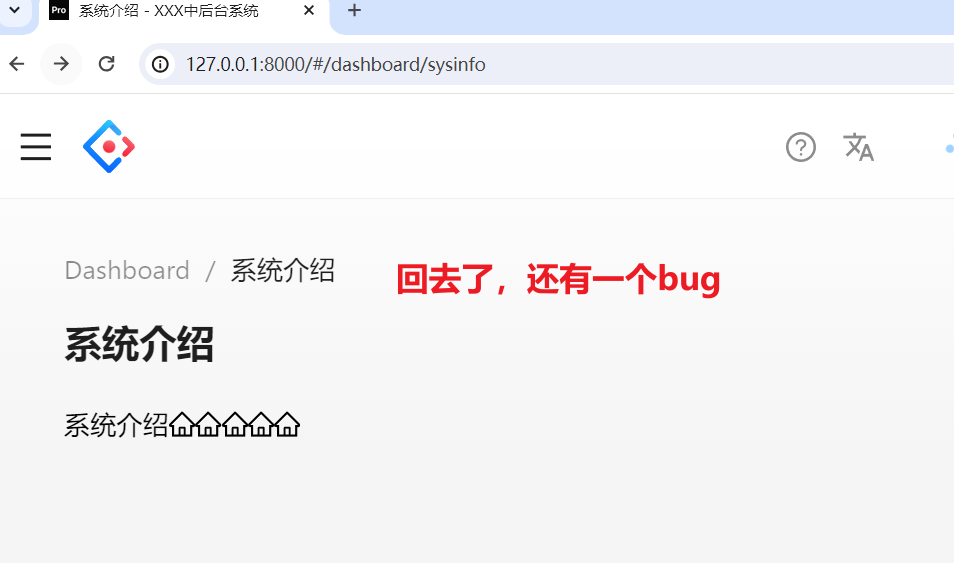 Pro 系统介绍 - XXX中后台系统
127.0.0.1:8000/#/dashboard/sysinfo
Dashboard / 系统介绍
回去了，还有一个bug
系统介绍
系统介绍